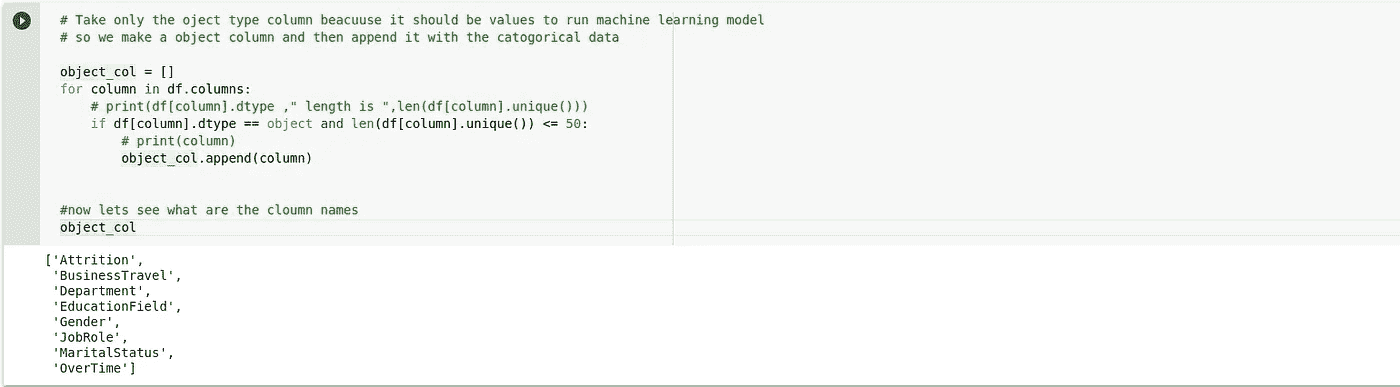 # Take only the oject type column beacuuse it should be values to run machine learning model
# so we make a object column and then append it with the catogorical data
object_col = []
for column in df.columns:
# print(df[column].dtype ," length is ",len(df[column].unique()))
if df[column].dtype == object and len(df[column].unique()) <= 50:
# print(column)
object_col.append(column)
#now lets see what are the cloumn names
object_col
['Attrition',
'BusinessTravel',
'Department',
'EducationField',
'Gender',
'JobRole',
'MaritalStatus',
'OverTime']